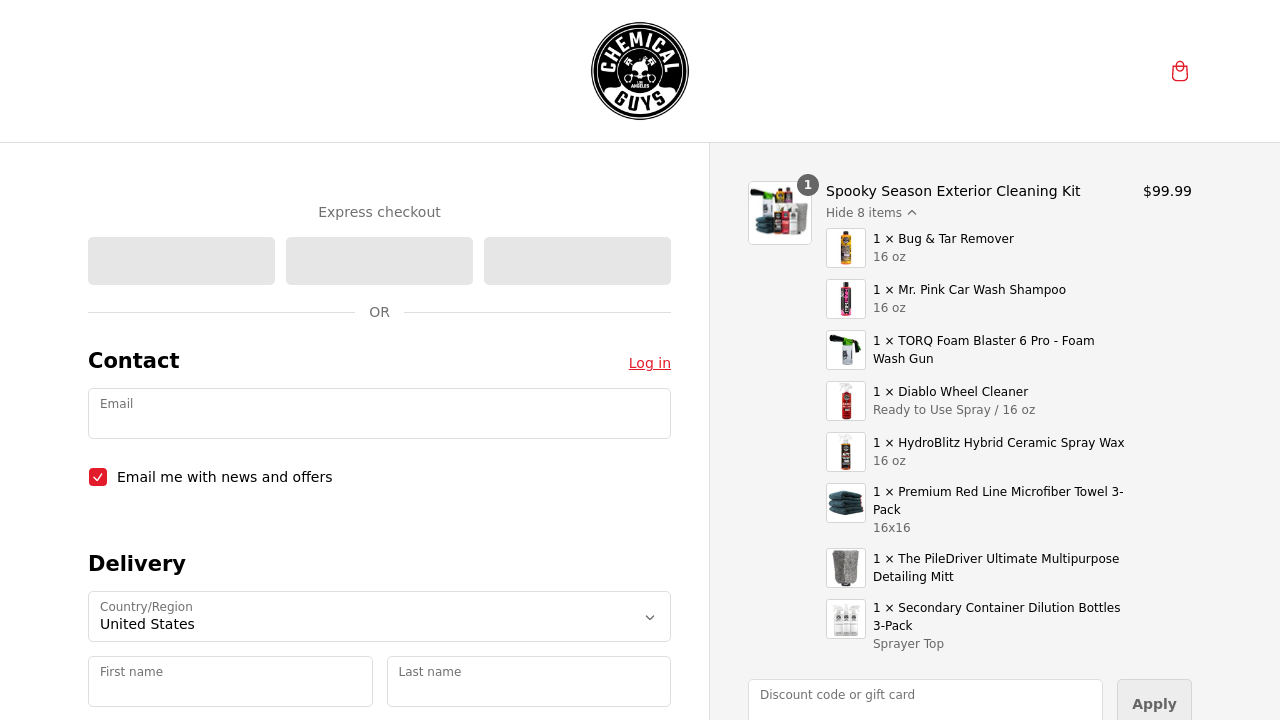 CHEMICAL
LOS
ANGELES
GUYS
Express checkout
OR
Contact
Log in
Email
Email me with news and offers
Delivery
Country/Region
United States
First name
Last name
1
Spooky Season Exterior Cleaning Kit
$99.99
Hide 8 items
1 × Bug & Tar Remover
16 oz
1 × Mr. Pink Car Wash Shampoo
16 oz
1 × TORQ Foam Blaster 6 Pro - Foam
Wash Gun
1 × Diablo Wheel Cleaner
Ready to Use Spray / 16 oz
1 × HydroBlitz Hybrid Ceramic Spray Wax
16 oz
1 × Premium Red Line Microfiber Towel 3-
Pack
16x16
1 × The PileDriver Ultimate Multipurpose
Detailing Mitt
1 × Secondary Container Dilution Bottles
3-Pack
Sprayer Top
Discount code or gift card
Apply